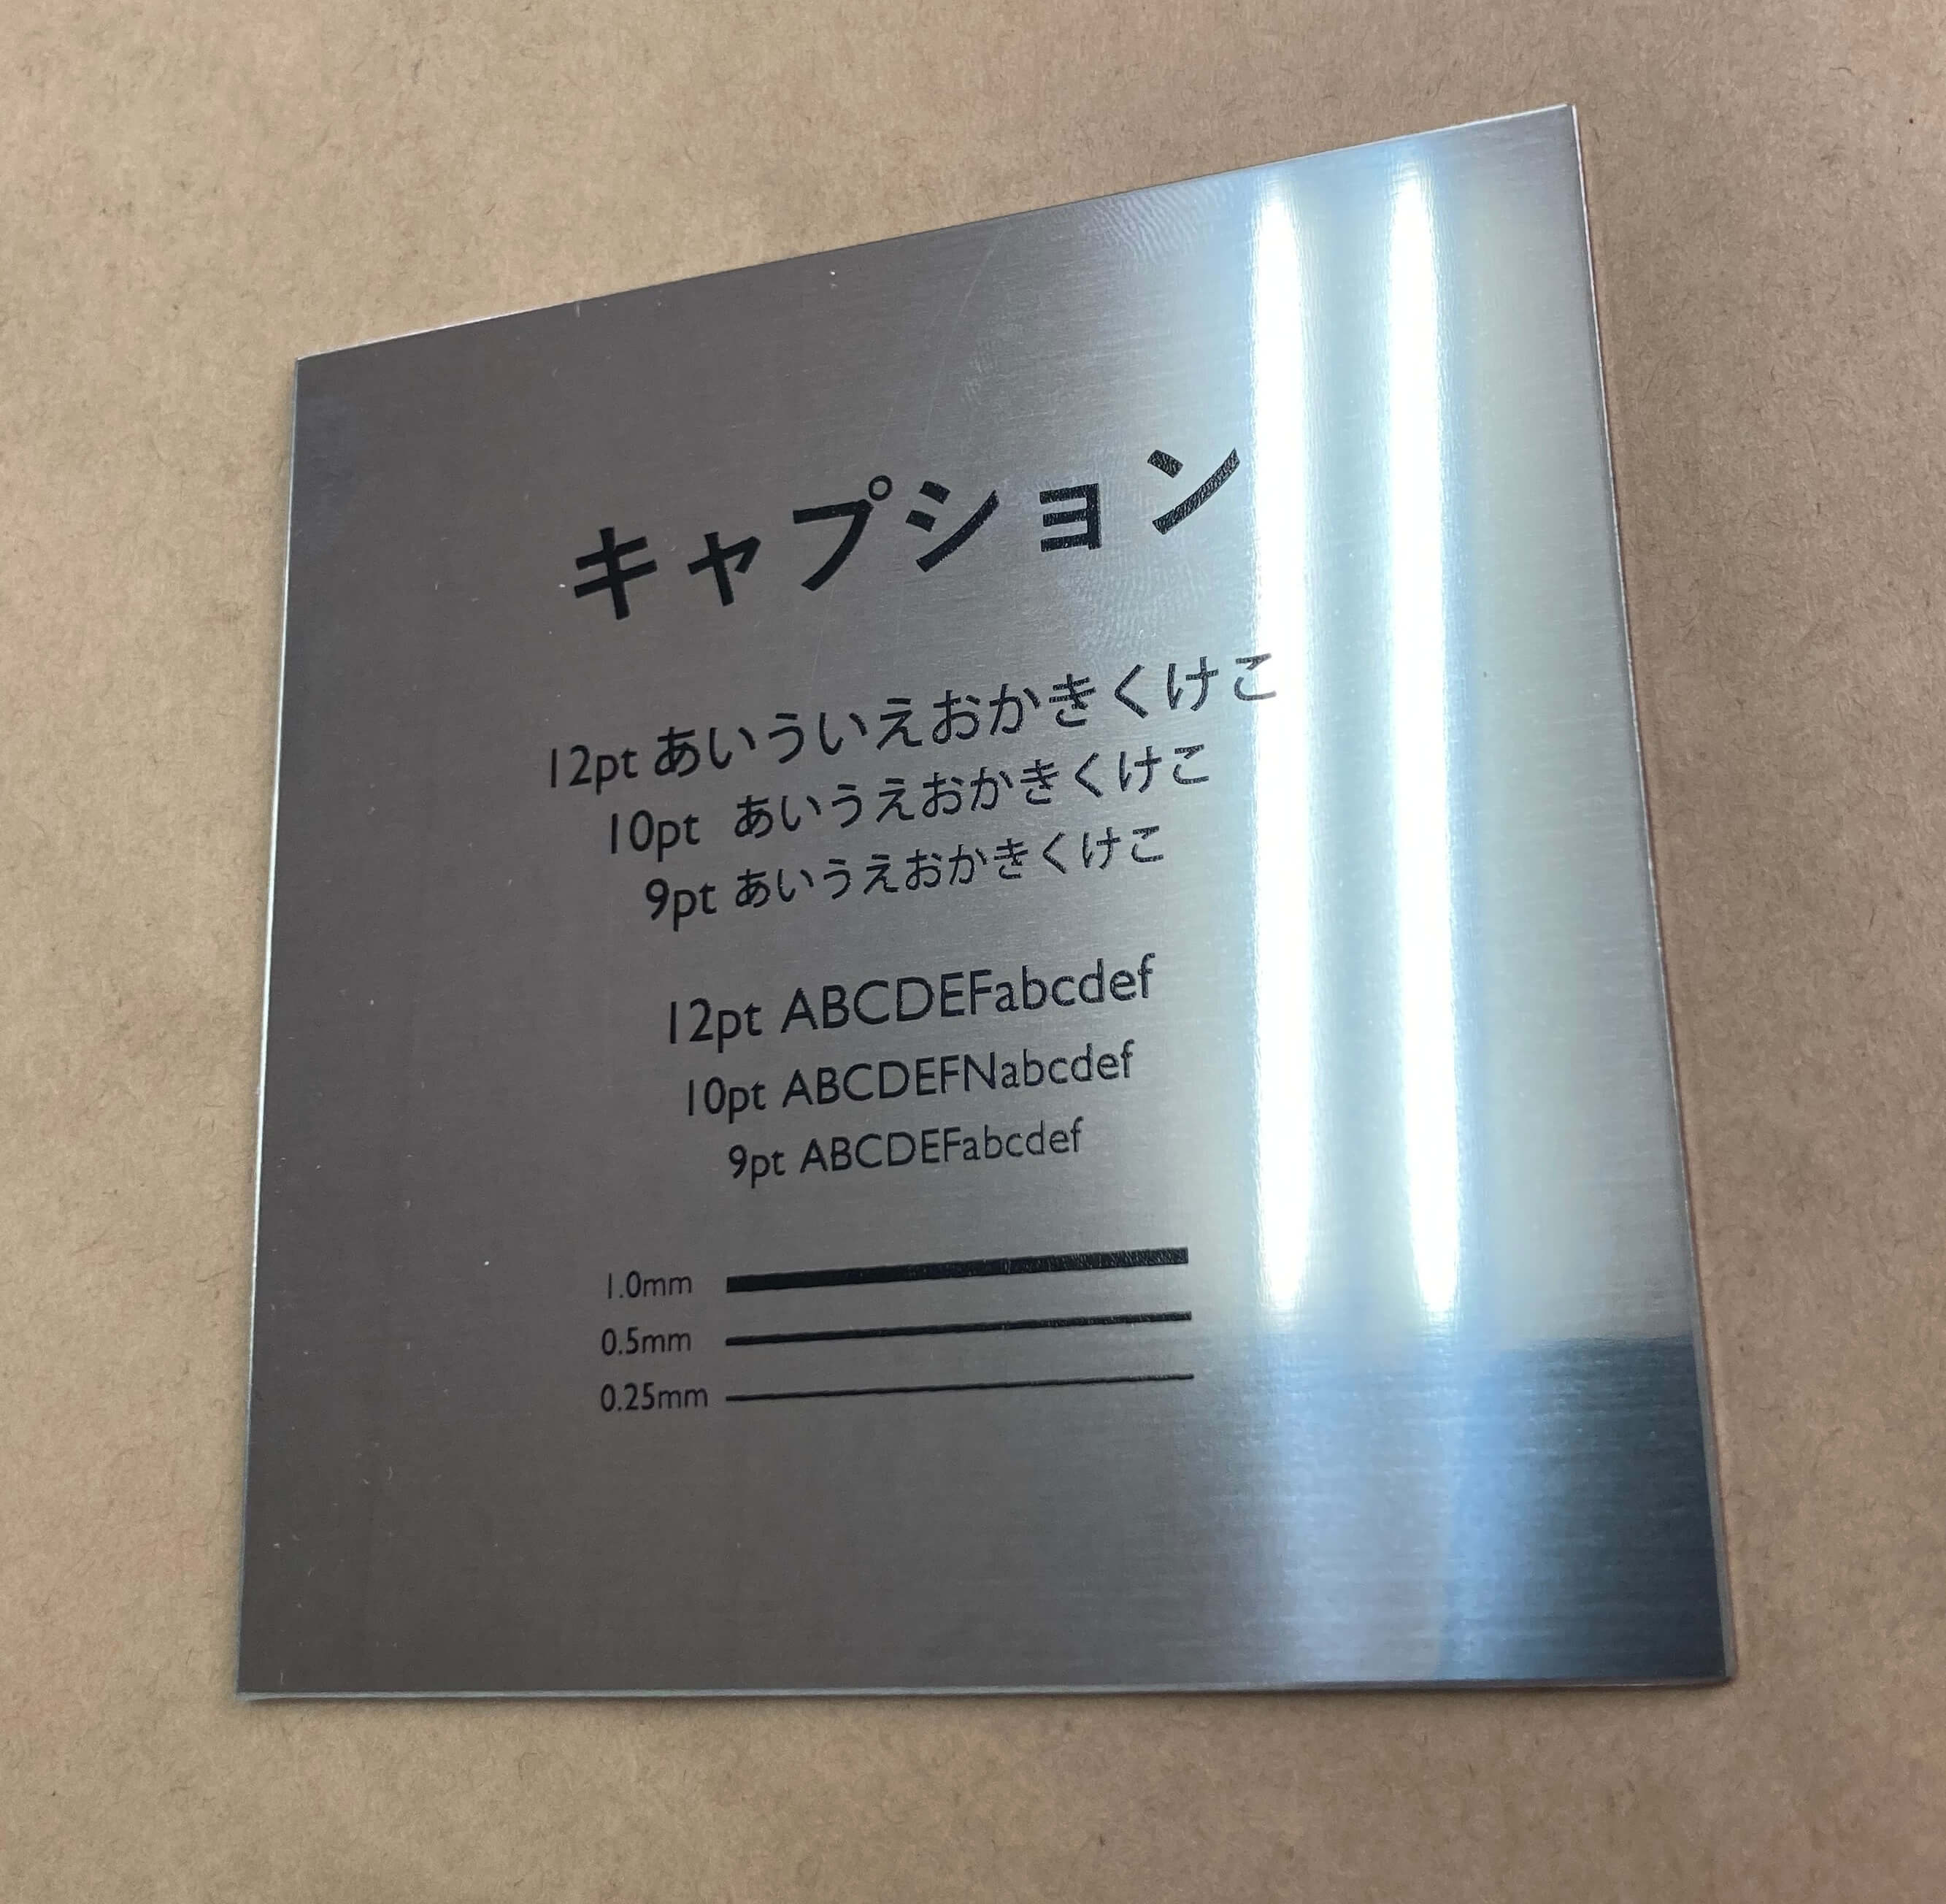 キャプション
12pt あいういえおかきくけこ
10pt あいうえおかきくけこ
9pt あいうえおかきくけこ
12pt ABCDEFabcdef
10pt ABCDEFNabcdef
9pt ABCDEFabcdef
1.0mm
0.5mm
0.25mm